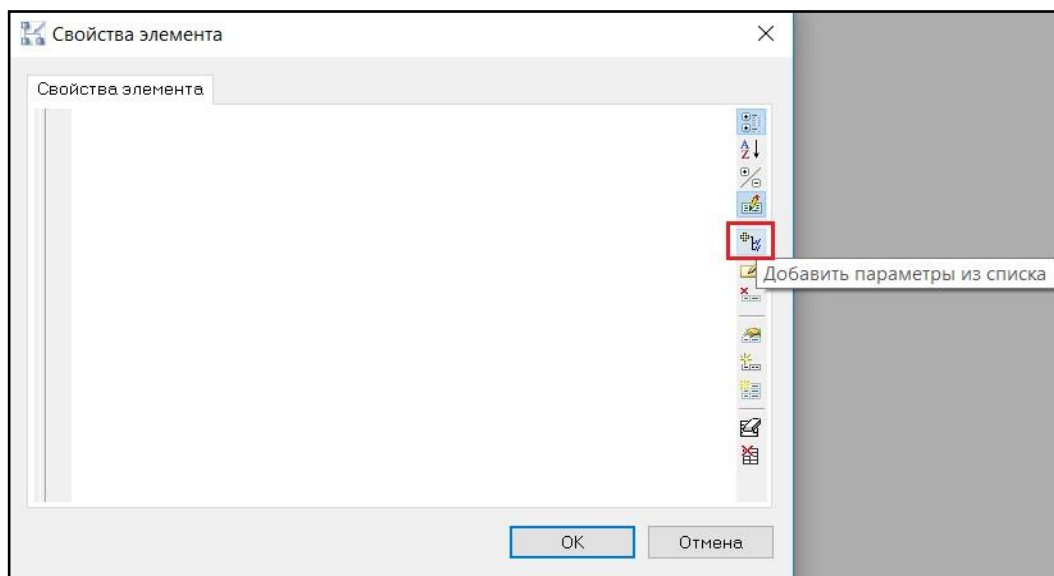 Свойства элемента
Свойства элемента
Добавить параметры из списка
OK
Отмена